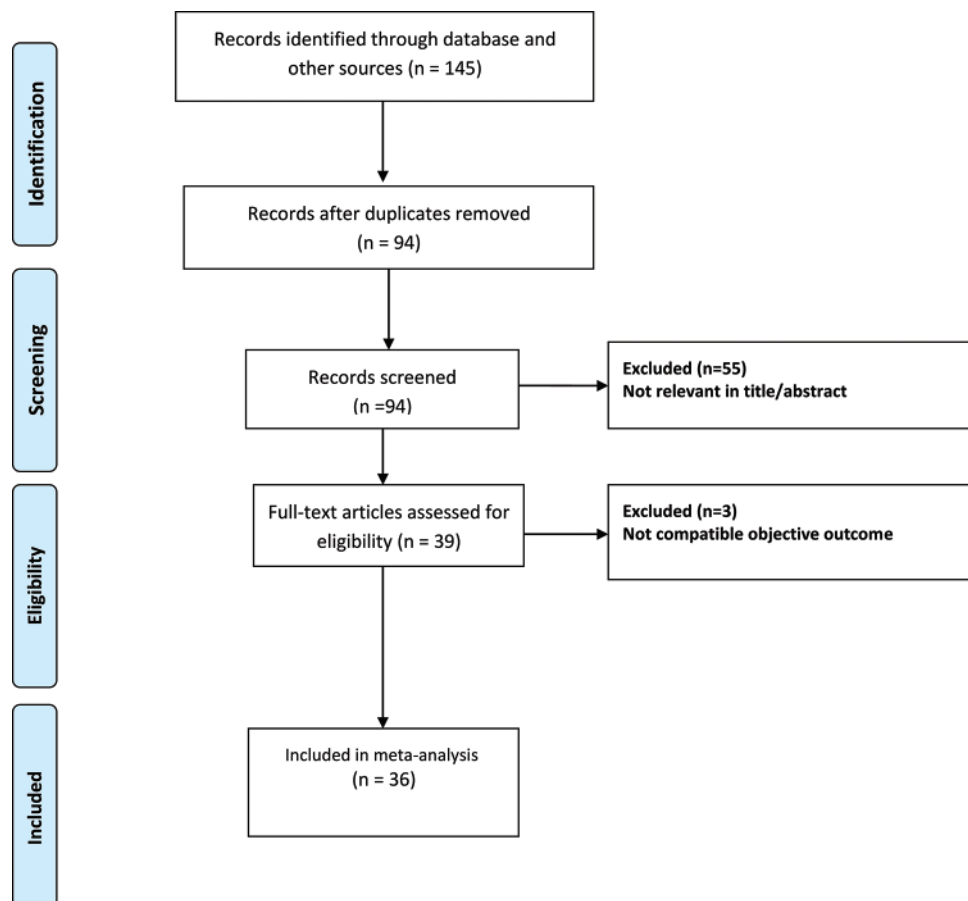 Records identified through database and
other sources (n = 145)
Identification
Records after duplicates removed
(n = 94)
Screening
Records screened
(n =94)
Excluded (n=55)
Not relevant in title/abstract
Eligibility
Full-text articles assessed for
eligibility (n = 39)
Excluded (n=3)
Not compatible objective outcome
Included
Included in meta-analysis
(n = 36)